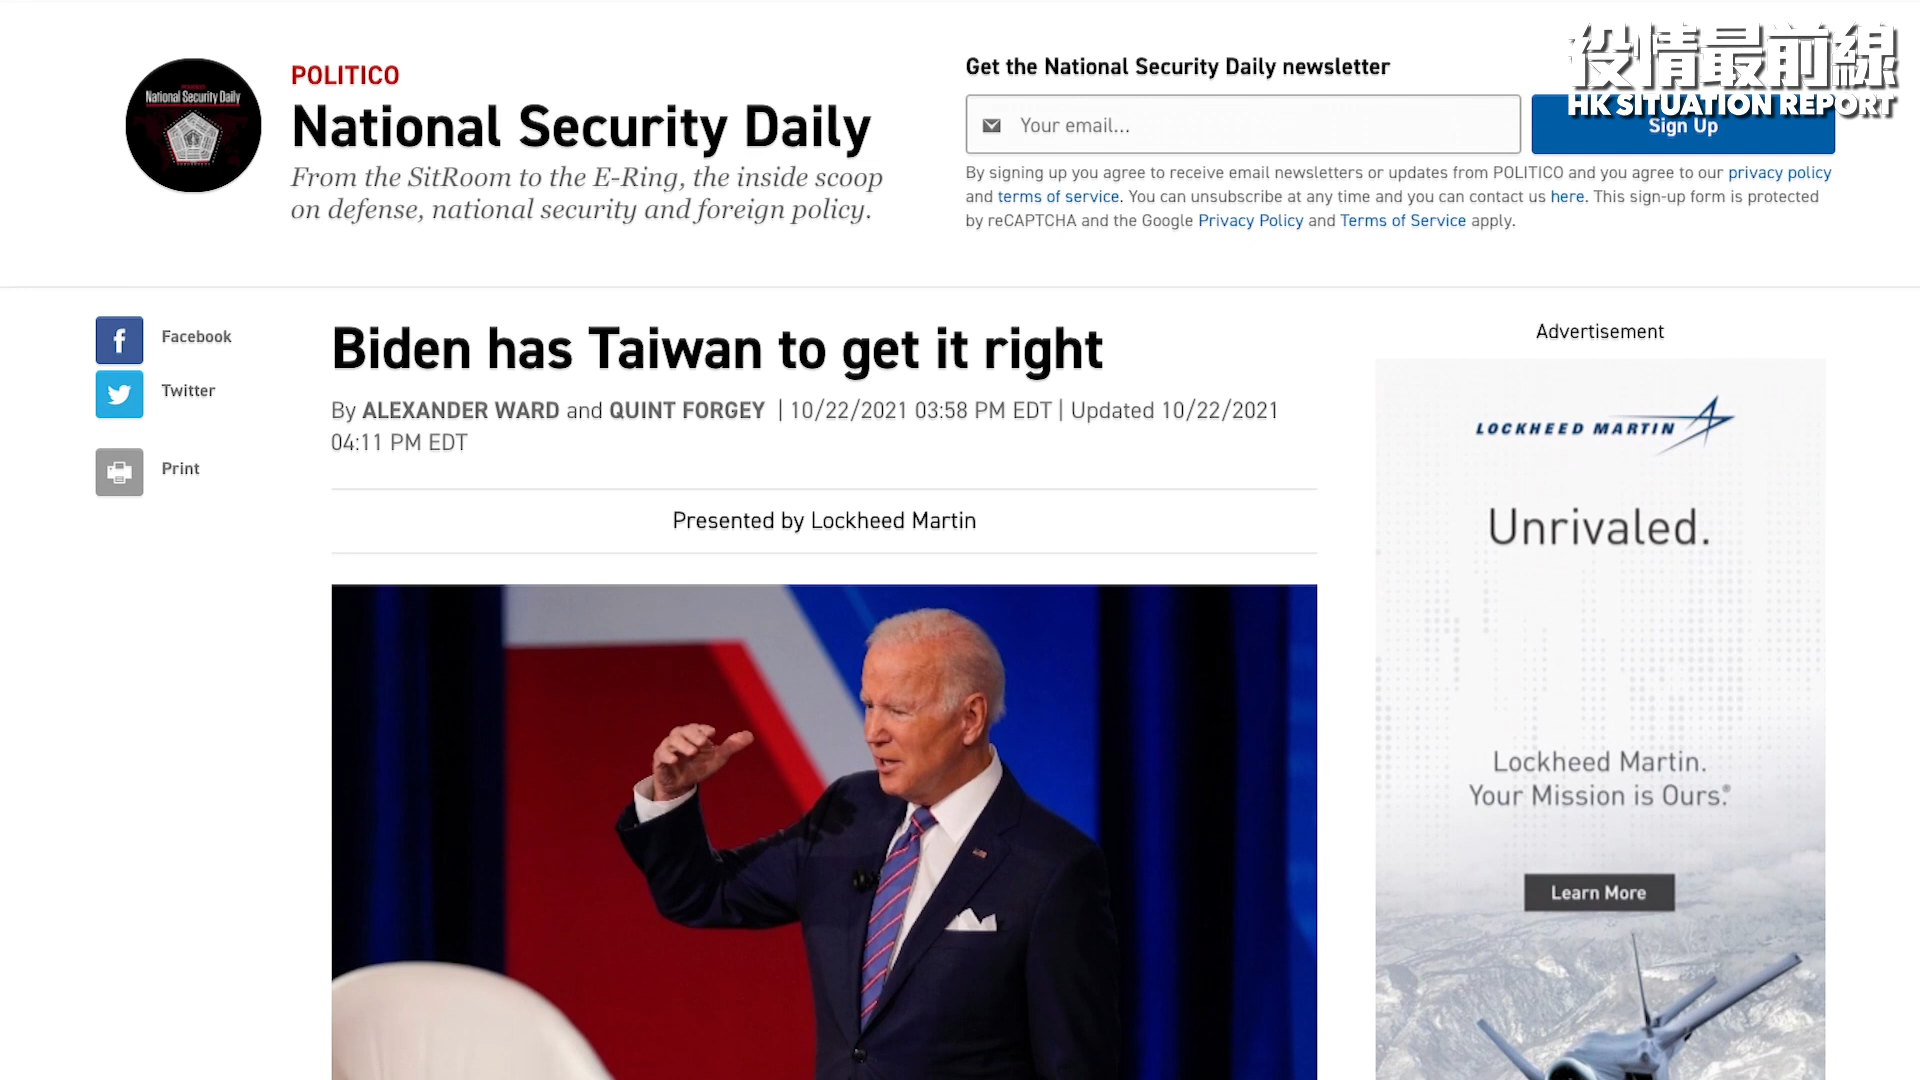 疫情最前線
HK SITUATION REPORT
National Security Daily
POLITICO
National Security Daily
From the SitRoom to the E-Ring, the inside scoop
on defense, national security and foreign policy.
Get the National Security Daily newsletter
Your email...
Sign Up
By signing up you agree to receive email newsletters or updates from POLITICO and you agree to our privacy policy
and terms of service. You can unsubscribe at any time and you can contact us here. This sign-up form is protected
by reCAPTCHA and the Google Privacy Policy and Terms of Service apply.
Facebook
Twitter
Print
Biden has Taiwan to get it right
By ALEXANDER WARD and QUINT FORGEY | 10/22/2021 03:58 PM EDT | Updated 10/22/2021
04:11 PM EDT
Presented by Lockheed Martin
Advertisement
LOCKHEED MARTIN
Unrivaled.
Lockheed Martin.
Your Mission is Ours.®
Learn More